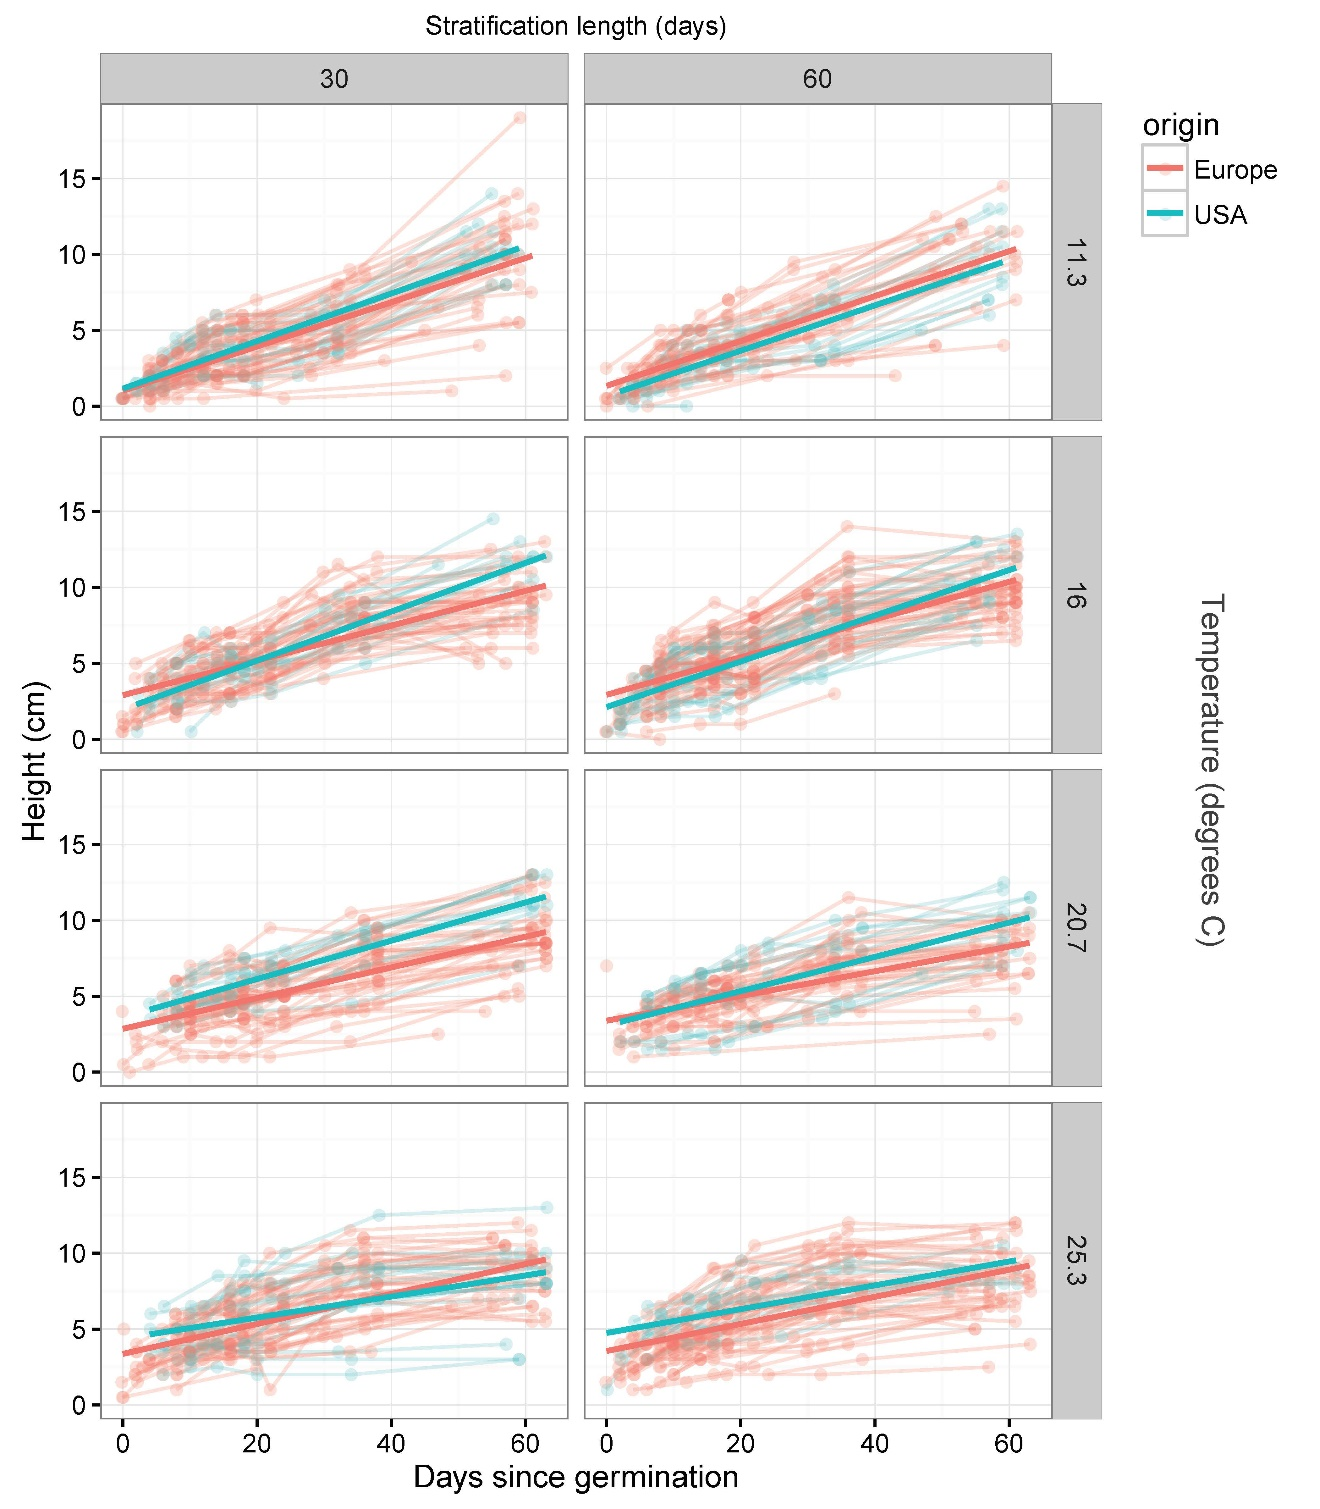 Stratification length (days)
30
60
origin
Europe
USA
15
10
5
0
11.3
15
10
5
0
16
Height (cm)
Temperature (degrees C)
15
10
5
0
20.7
15
10
5
0
25.3
0 20 40 60
0 20 40 60
Days since germination